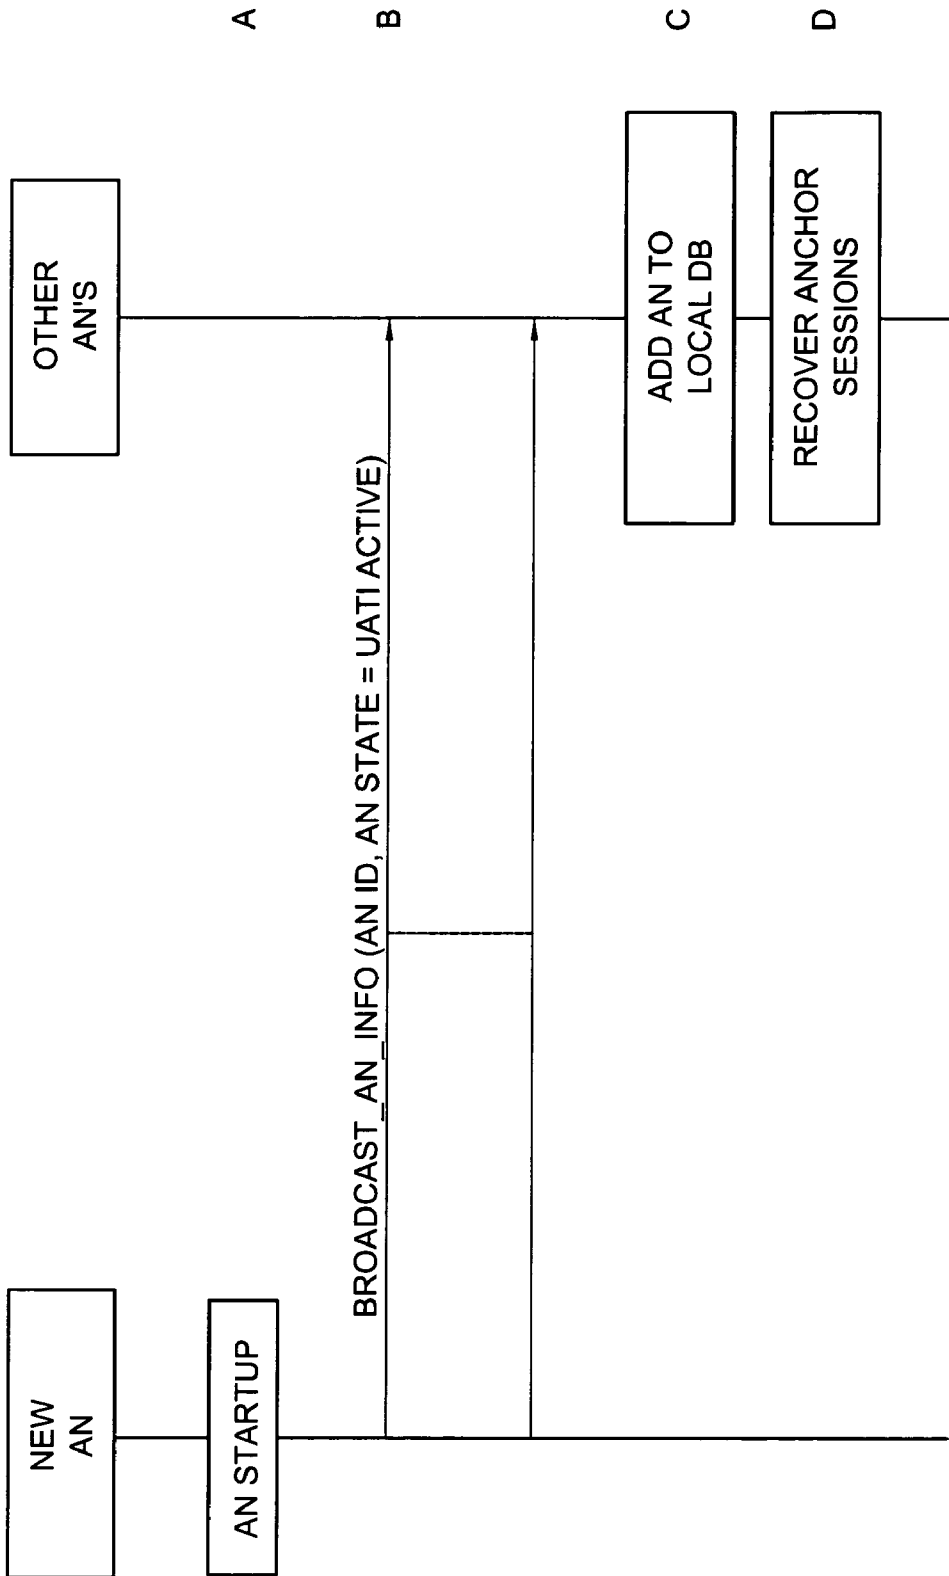 NEW
AN
OTHER
AN'S
AN STARTUP
A
BROADCAST_AN_INFO (AN ID, AN STATE = UATI ACTIVE)
B
ADD AN TO
LOCAL DB
C
RECOVER ANCHOR
SESSIONS
D